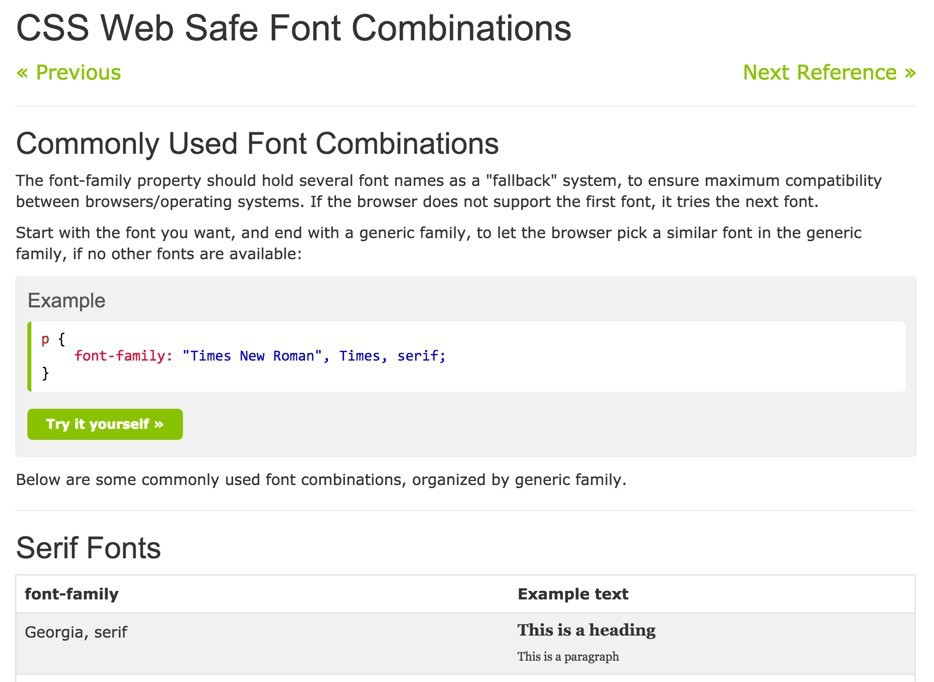 CSS Web Safe Font Combinations
« Previous
Next Reference »
Commonly Used Font Combinations
The font-family property should hold several font names as a "fallback" system, to ensure maximum compatibility
between browsers/operating systems. If the browser does not support the first font, it tries the next font.
Start with the font you want, and end with a generic family, to let the browser pick a similar font in the generic
family, if no other fonts are available:
Example
p {
    font-family: "Times New Roman", Times, serif;
}
Try it yourself »
Below are some commonly used font combinations, organized by generic family.
Serif Fonts
font-family
Example text
Georgia, serif
This is a heading
This is a paragraph